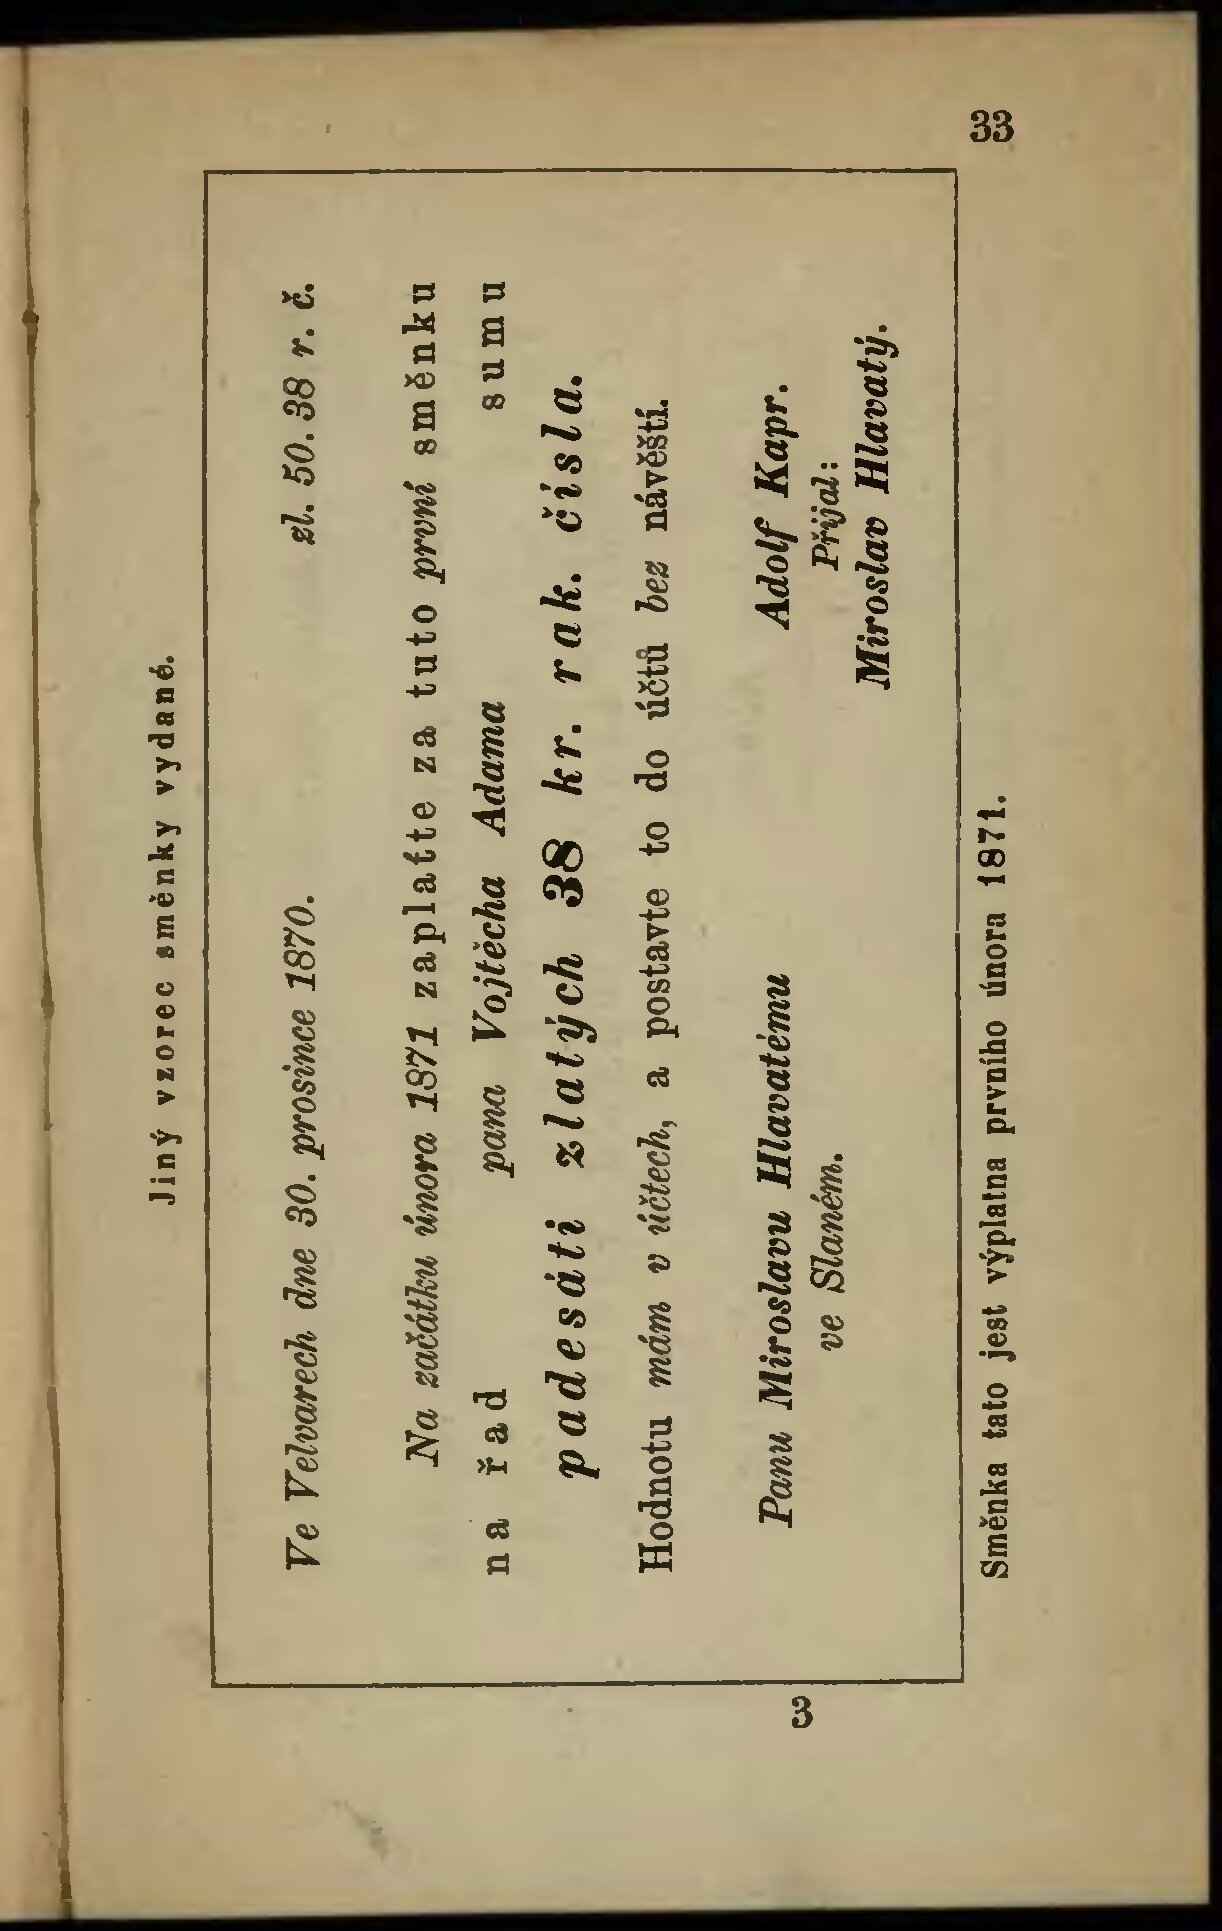 33
Jiný vzorec směnky vydané.
Ve Velvarech dne 30. prosince 1870. zl. 50. 38 r. č.
Na začátku února 1871 zaplaťte za tuto první směnku
na řad pana Vojtěcha Adama sumu
padesáti zlatých 38 kr. rak. čísla.
Hodnotu mám v účtech, a postavte to do účtů bez návěští.
Panu Miroslavu Hlavatému Adolf Kapr.
ve Slaném. Přijal:
Miroslav Hlavatý.
Směnka tato jest výplatna prvního února 1871.
3